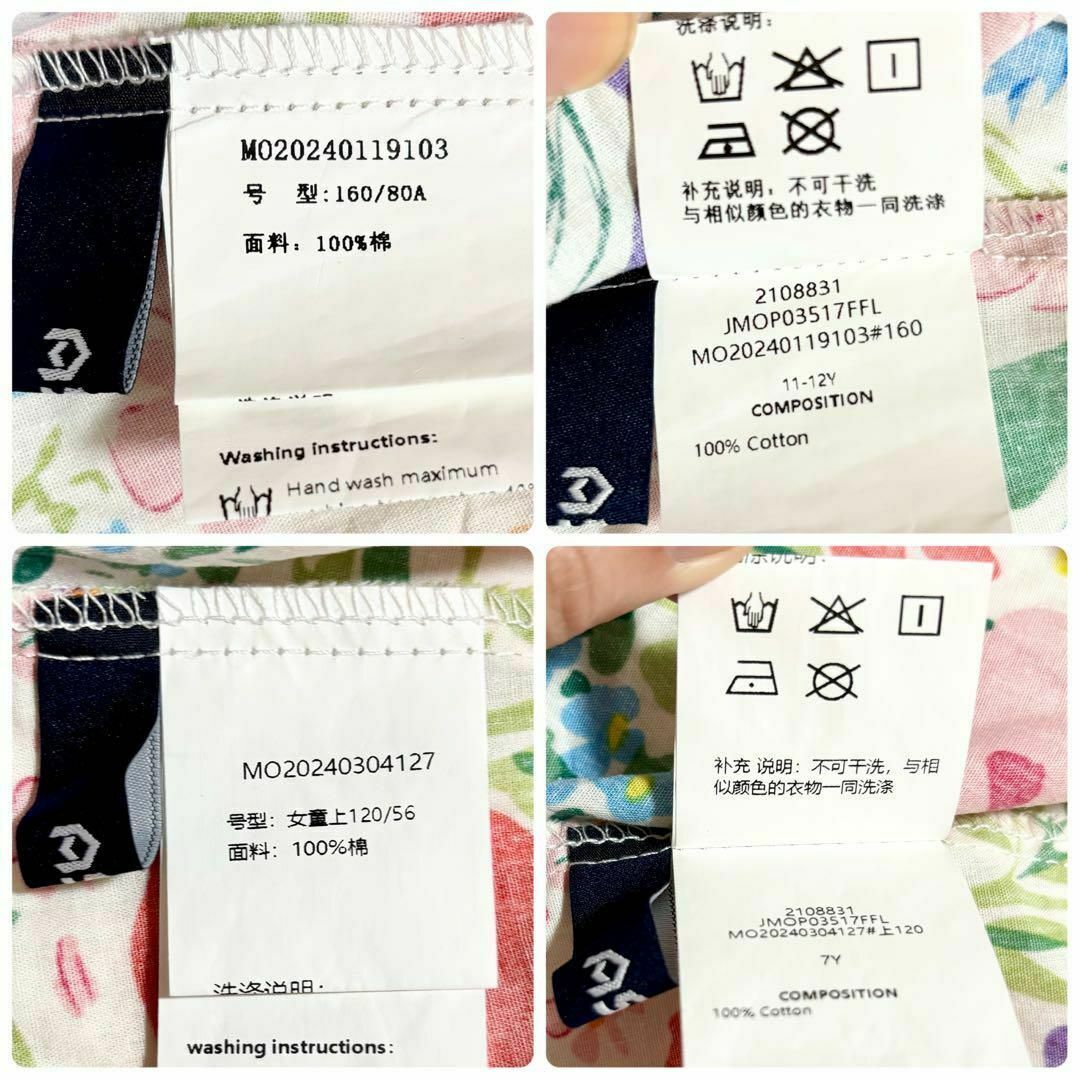 MO20240119103
号 型:160/80A
面料: 100%棉
Washing instructions:
Hand wash maximum
洗涤说明:
补充说明, 不可干洗
与相似颜色的衣物一同洗涤
2108831
JMOP03517FFL
MO20240119103#160
11-12Y
COMPOSITION
100% Cotton
MO20240304127
号型: 女童上120/56
面料: 100%棉
洗涤说明:
washing instructions:
补充 说明: 不可干洗, 与相
似颜色的衣物一同洗涤
2108831
JMOP03517FFL
MO20240304127#上120
7Y
COMPOSITION
100% Cotton